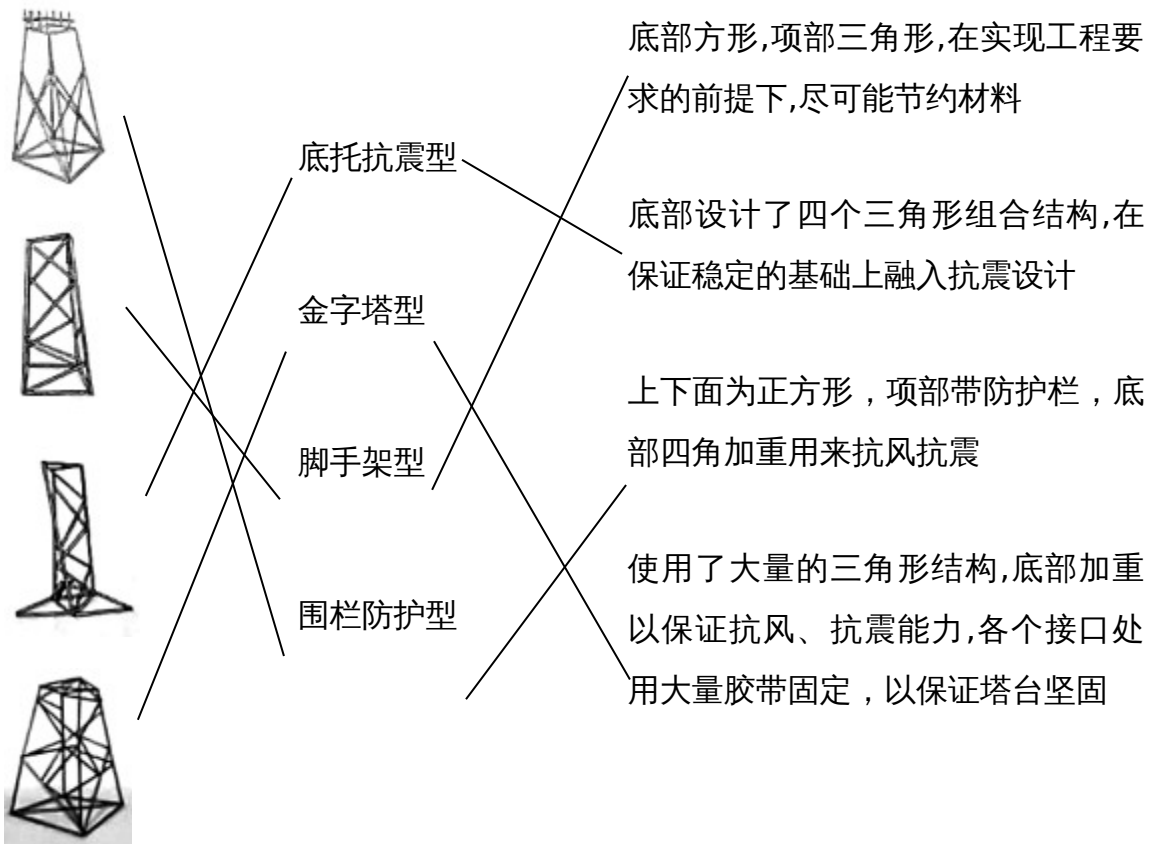 底部方形,项部三角形,在实现工程要
求的前提下,尽可能节约材料
底托抗震型
底部设计了四个三角形组合结构,在
保证稳定的基础上融入抗震设计
金字塔型
上下面为正方形，项部带防护栏，底
部四角加重用来抗风抗震
脚手架型
使用了大量的三角形结构,底部加重
以保证抗风、抗震能力,各个接口处
用大量胶带固定，以保证塔台坚固
围栏防护型